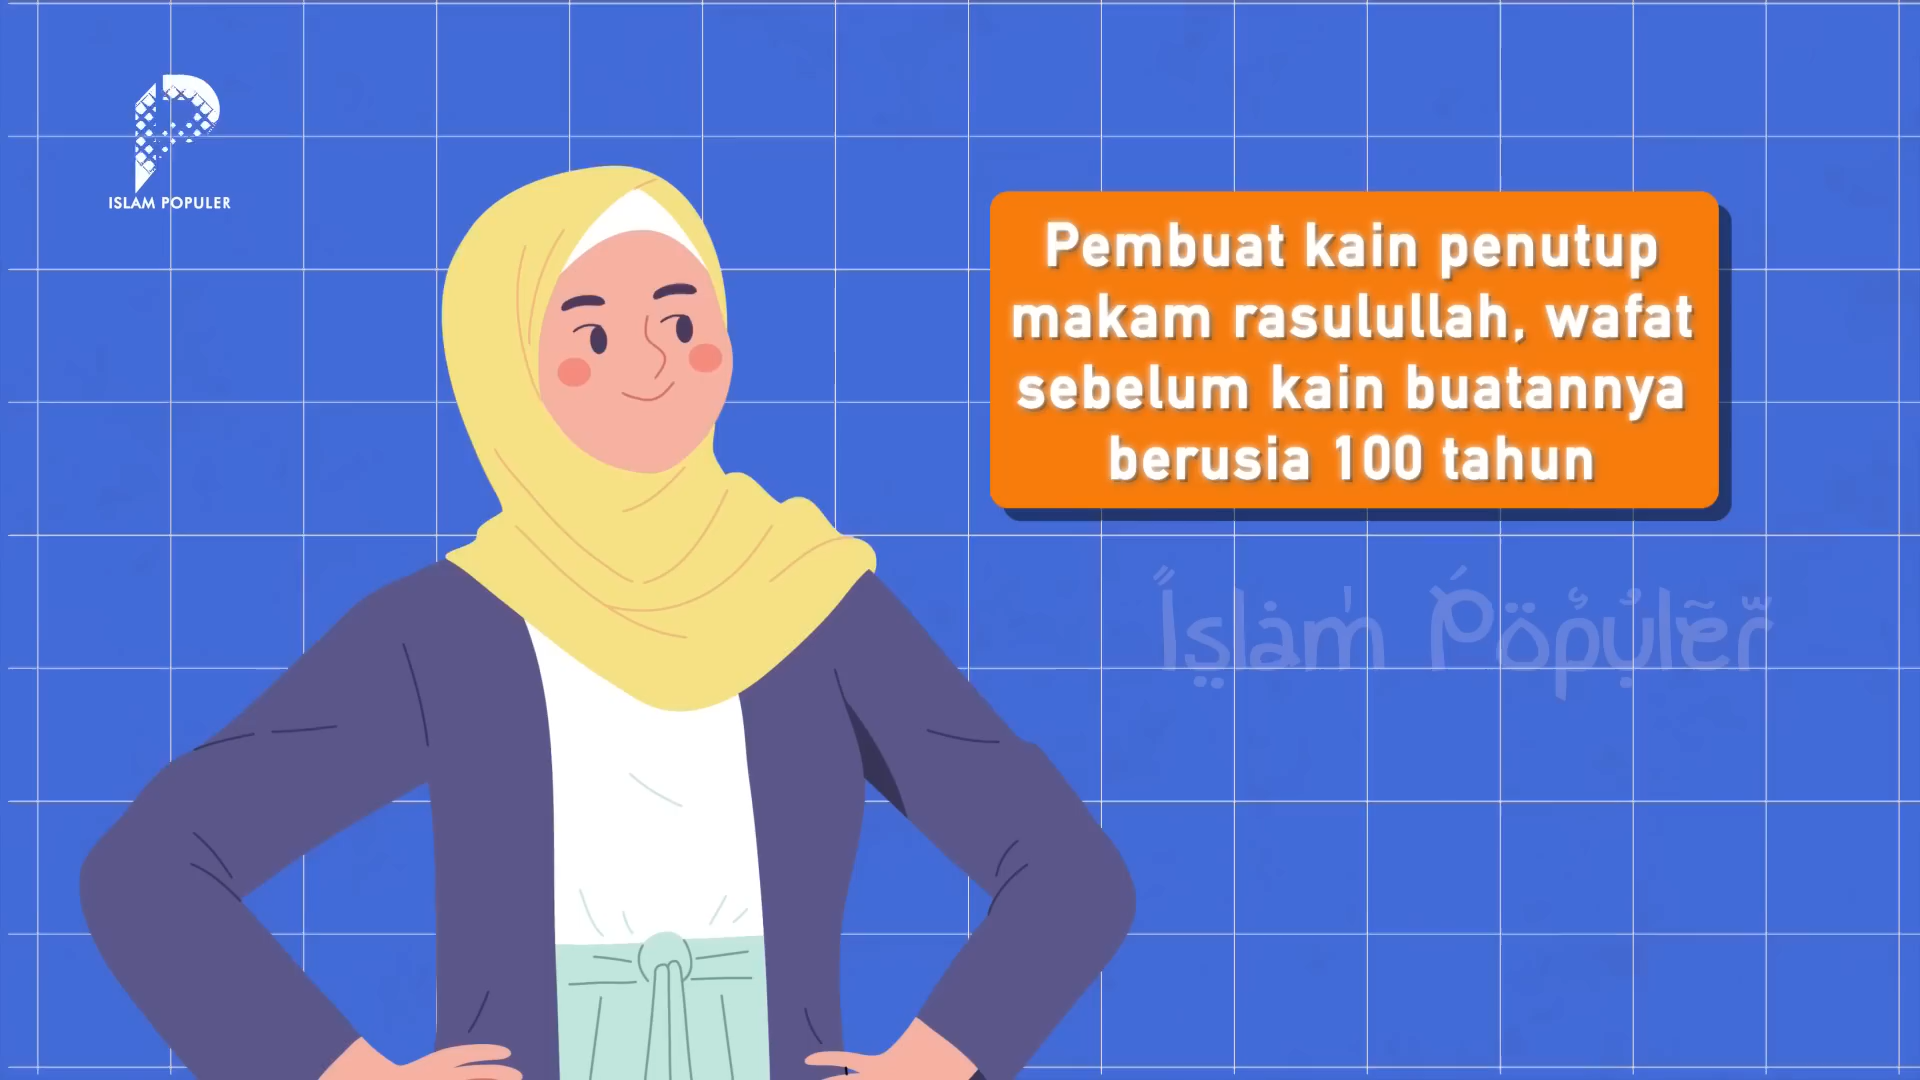 ISLAM POPULER
Pembuat kain penutup
makam rasulullah, wafat
sebelum kain buatannya
berusia 100 tahun
Islam Populer